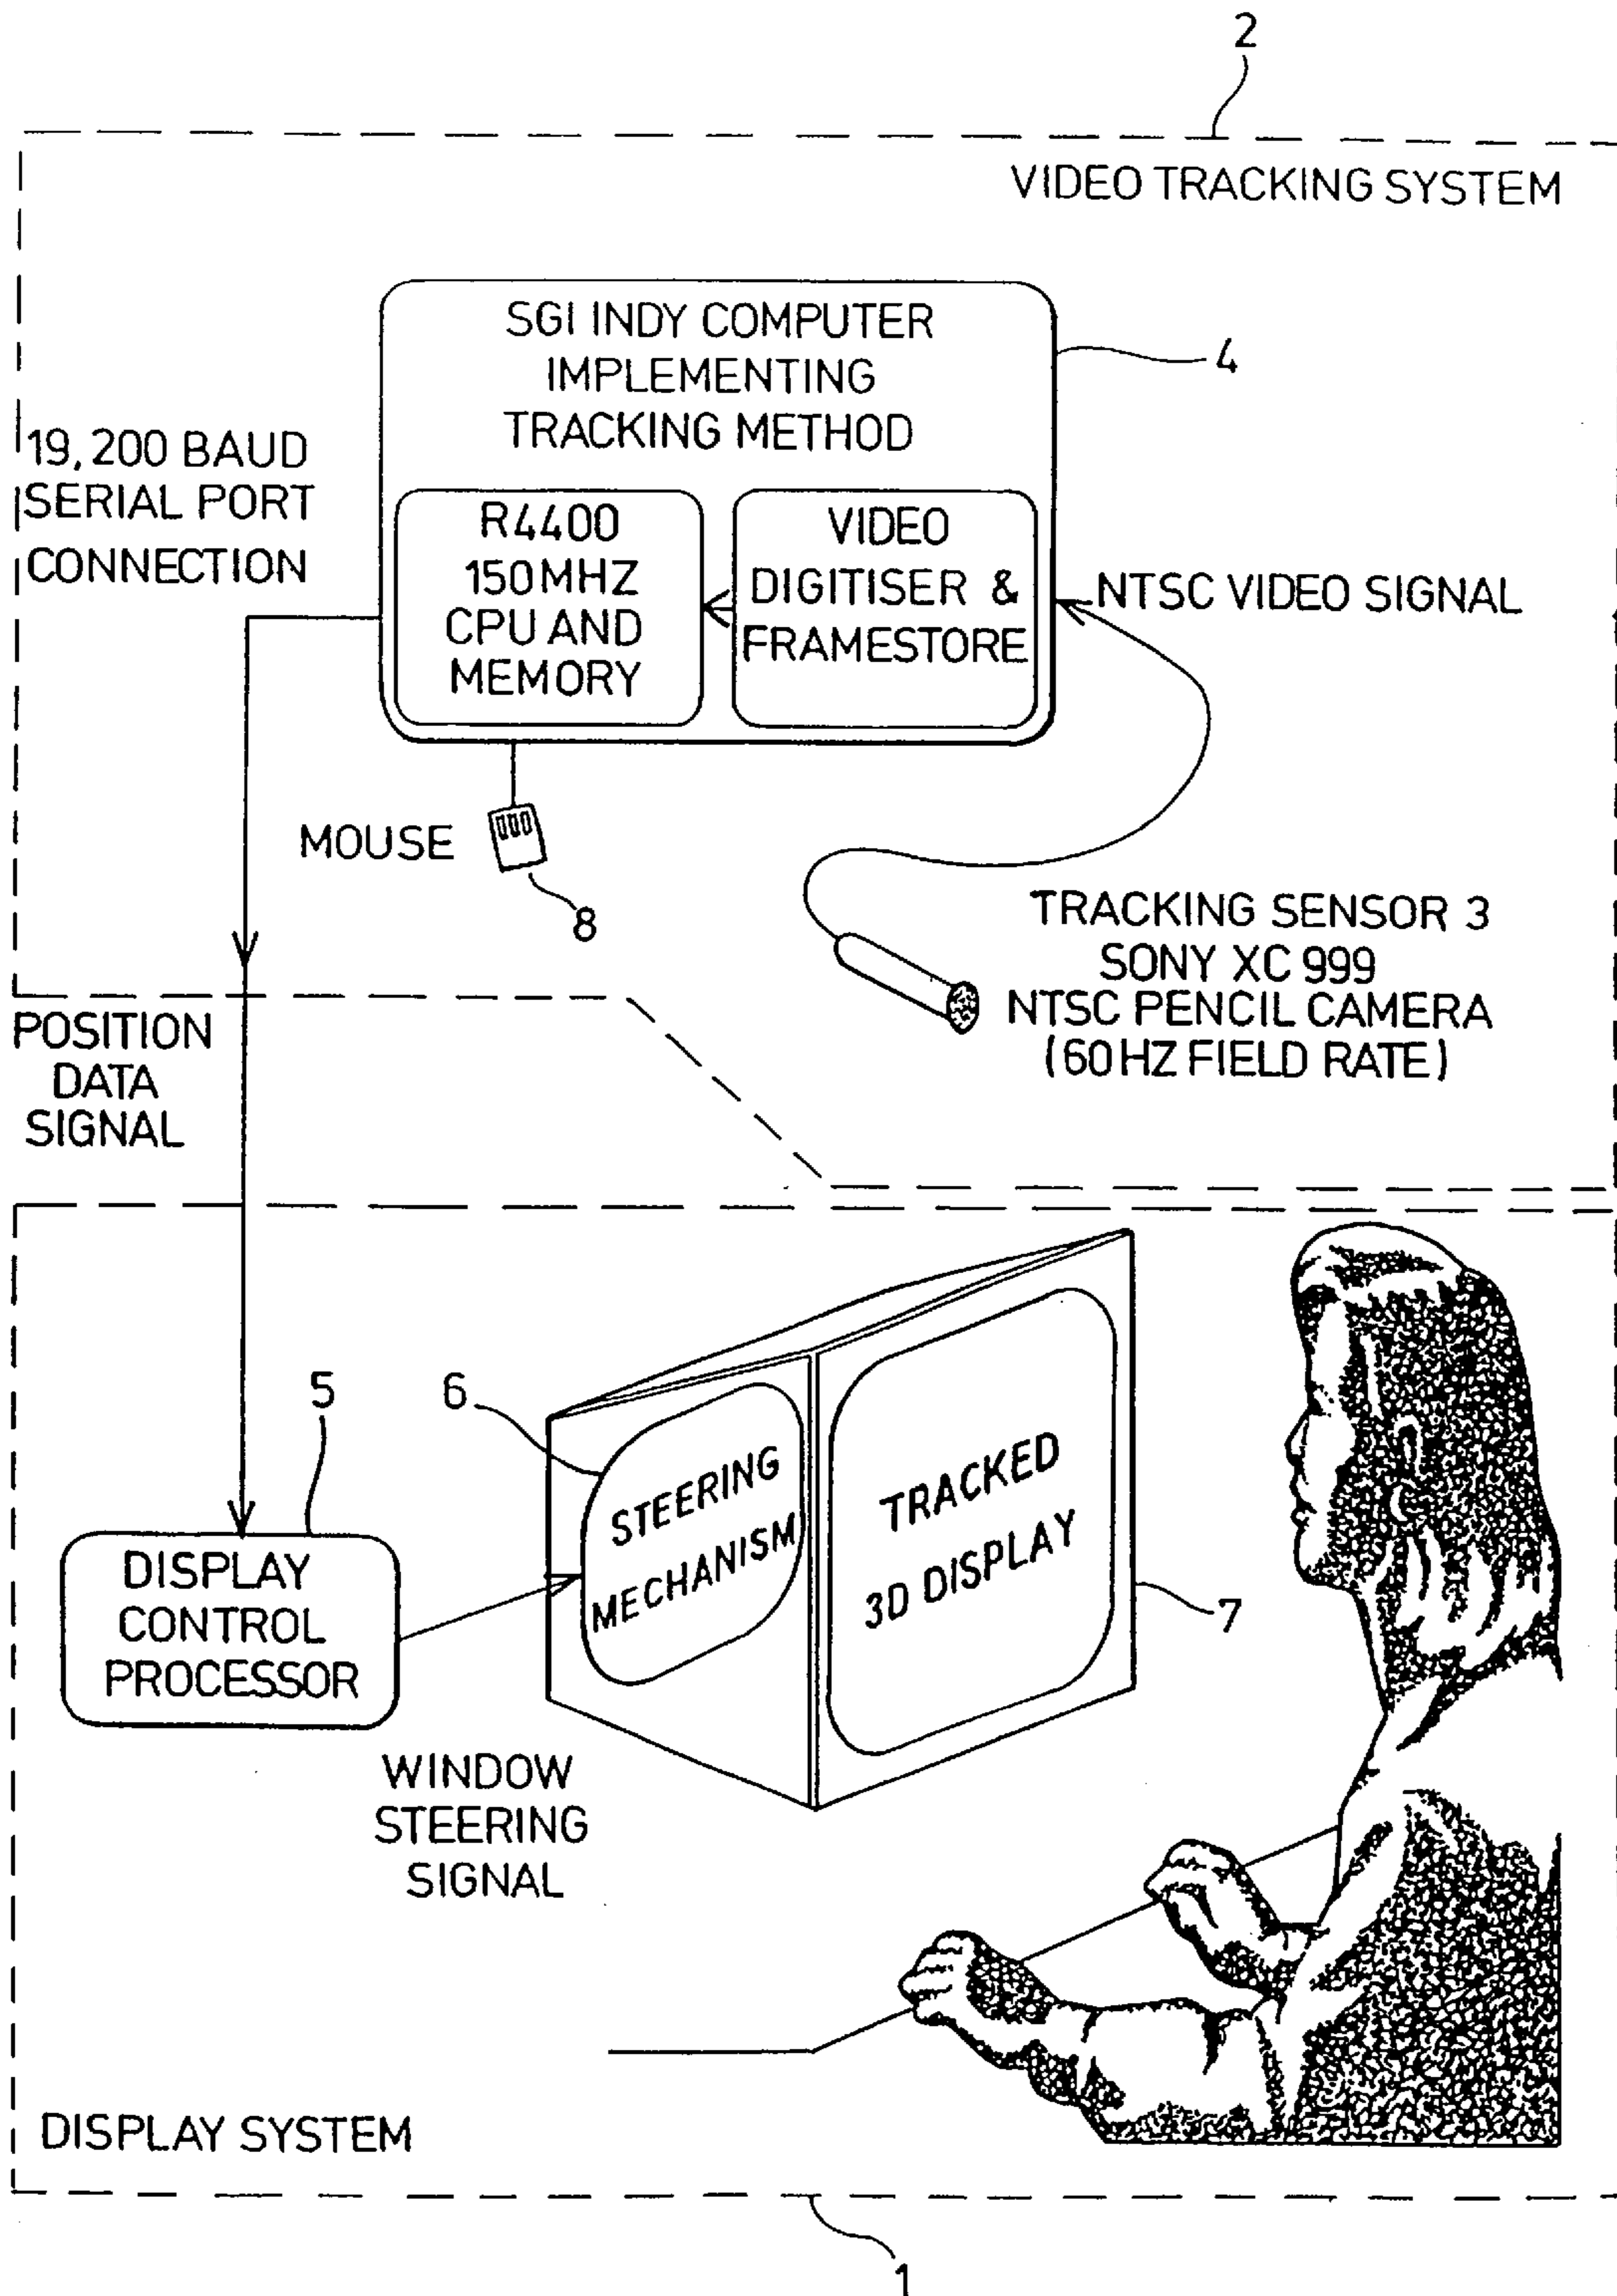 2
VIDEO TRACKING SYSTEM
SGI INDY COMPUTER
IMPLEMENTING
TRACKING METHOD
4
19,200 BAUD
SERIAL PORT
CONNECTION
R4400
150MHZ
CPU AND
MEMORY
VIDEO
DIGITISER &
FRAMESTORE
NTSC VIDEO SIGNAL
MOUSE
8
TRACKING SENSOR 3
SONY XC 999
NTSC PENCIL CAMERA
(60HZ FIELD RATE)
POSITION
DATA
SIGNAL
5
6
STEERING
MECHANISM
TRACKED
3D DISPLAY
7
DISPLAY
CONTROL
PROCESSOR
WINDOW
STEERING
SIGNAL
DISPLAY SYSTEM
1